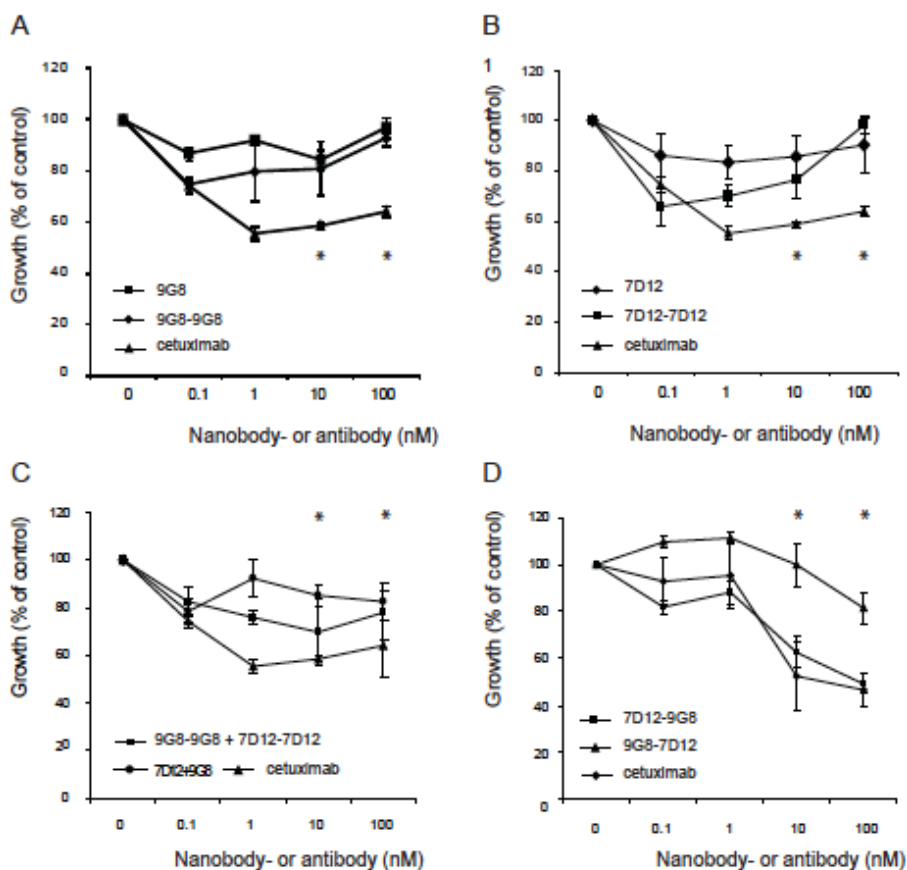 A
Growth (% of control)
120
100
80
60
40
20
0
9G8
9G8-9G8
cetuximab
*
*
0
0.1
1
10
100
Nanobody- or antibody (nM)
B
1
Growth (% of control)
120
100
80
60
40
20
0
7D12
7D12-7D12
cetuximab
*
*
0
0.1
1
10
100
Nanobody- or antibody (nM)
C
Growth (% of control)
120
100
80
60
40
20
0
*
*
9G8-9G8 + 7D12-7D12
7D12+9G8
cetuximab
0
0.1
1
10
100
Nanobody- or antibody (nM)
D
Growth (% of control)
120
100
80
60
40
20
0
*
*
7D12-9G8
9G8-7D12
cetuximab
0
0.1
1
10
100
Nanobody- or antibody (nM)